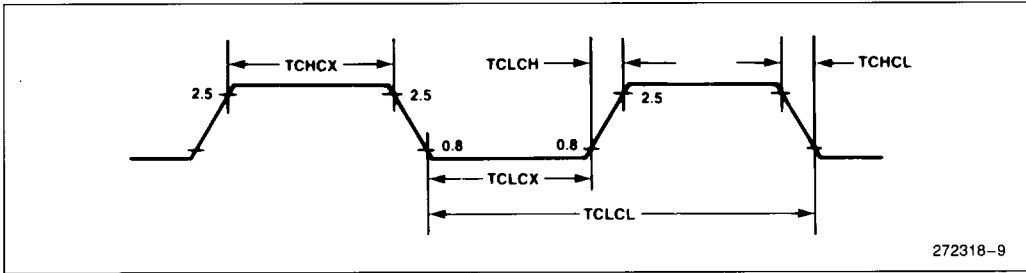 TCHCX
TCLCH
TCHCL
2.5
2.5
2.5
0.8
0.8
TCLCX
TCLCL
272318-9